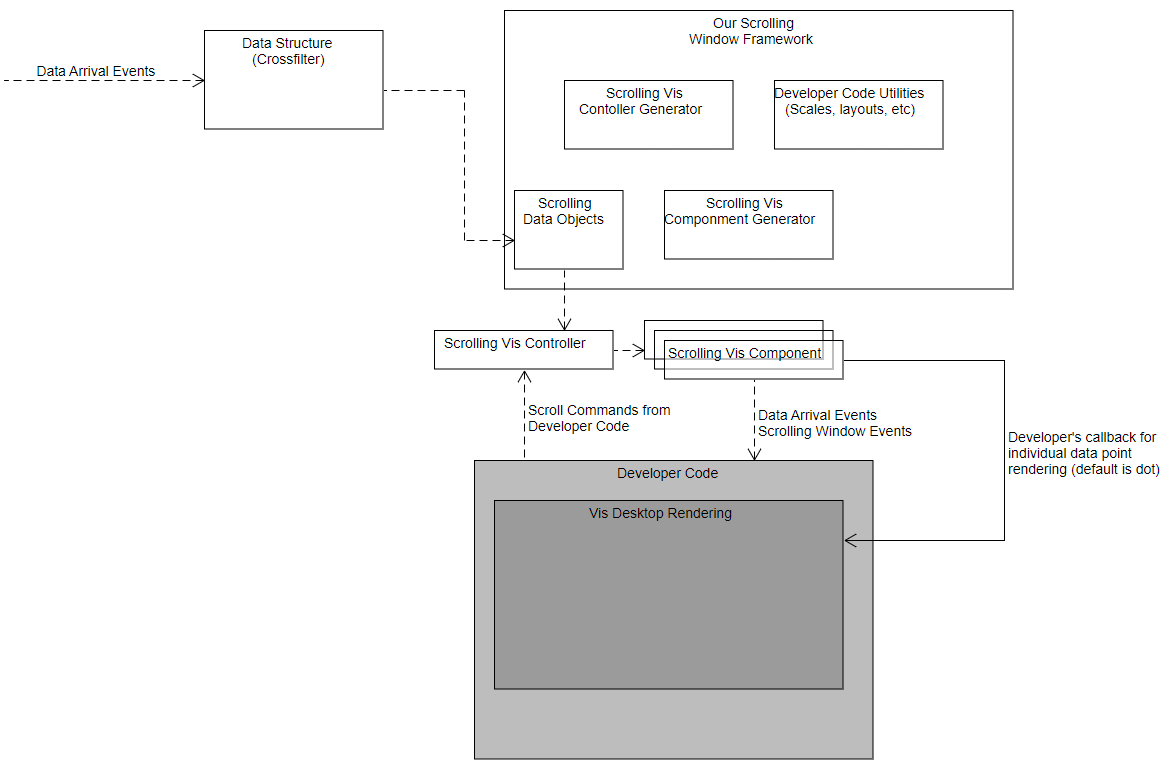 Our Scrolling
Window Framework
Data Structure
(Crossfilter)
Data Arrival Events
Scrolling Vis
Contoller Generator
Developer Code Utilities
(Scales, layouts, etc)
Scrolling
Data Objects
Scrolling Vis
Componment Generator
Scrolling Vis Controller
Scrolling Vis Component
Scroll Commands from
Developer Code
Data Arrival Events
Scrolling Window Events
Developer's callback for
individual data point
rendering (default is dot)
Developer Code
Vis Desktop Rendering